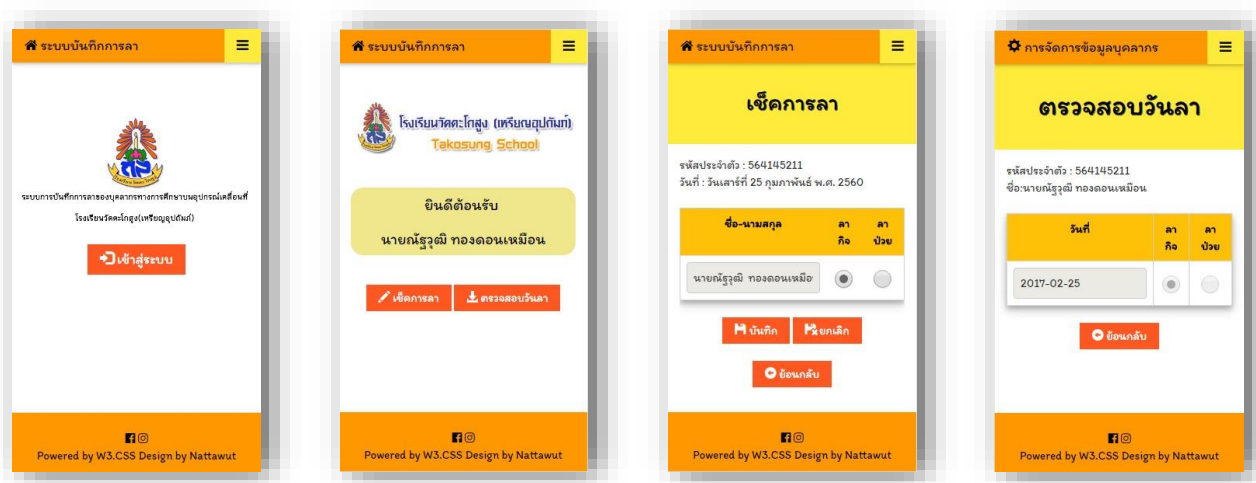 ระบบบันทึกการลา
ระบบการบันทึกการลาของบุคลากรทางการศึกษาบนอุปกรณ์เคลื่อนที่
โรงเรียนวัดตะโกสูง(เหรียญอุปถัมภ์)
เข้าสู่ระบบ
Powered by W3.CSS Design by Nattawut
ระบบบันทึกการลา
โรงเรียนวัดตะโกสูง (เหรียญอุปถัมภ์)
Takosung School
ยินดีต้อนรับ
นายณัฐวุฒิ ทองดอนเหมือน
เช็คการลา
ตรวจสอบวันลา
Powered by W3.CSS Design by Nattawut
ระบบบันทึกการลา
เช็คการลา
รหัสประจำตัว : 564145211
วันที่ : วันเสาร์ที่ 25 กุมภาพันธ์ พ.ศ. 2560
ชื่อ-นามสกุล ลา ลา
กิจ ป่วย
นายณัฐวุฒิ ทองดอนเหมือ
บันทึก ยกเลิก
ย้อนกลับ
Powered by W3.CSS Design by Nattawut
การจัดการข้อมูลบุคลากร
ตรวจสอบวันลา
รหัสประจำตัว : 564145211
ชื่อ:นายณัฐวุฒิ ทองดอนเหมือน
วันที่ ลา ลา
กิจ ป่วย
2017-02-25
ย้อนกลับ
Powered by W3.CSS Design by Nattawut